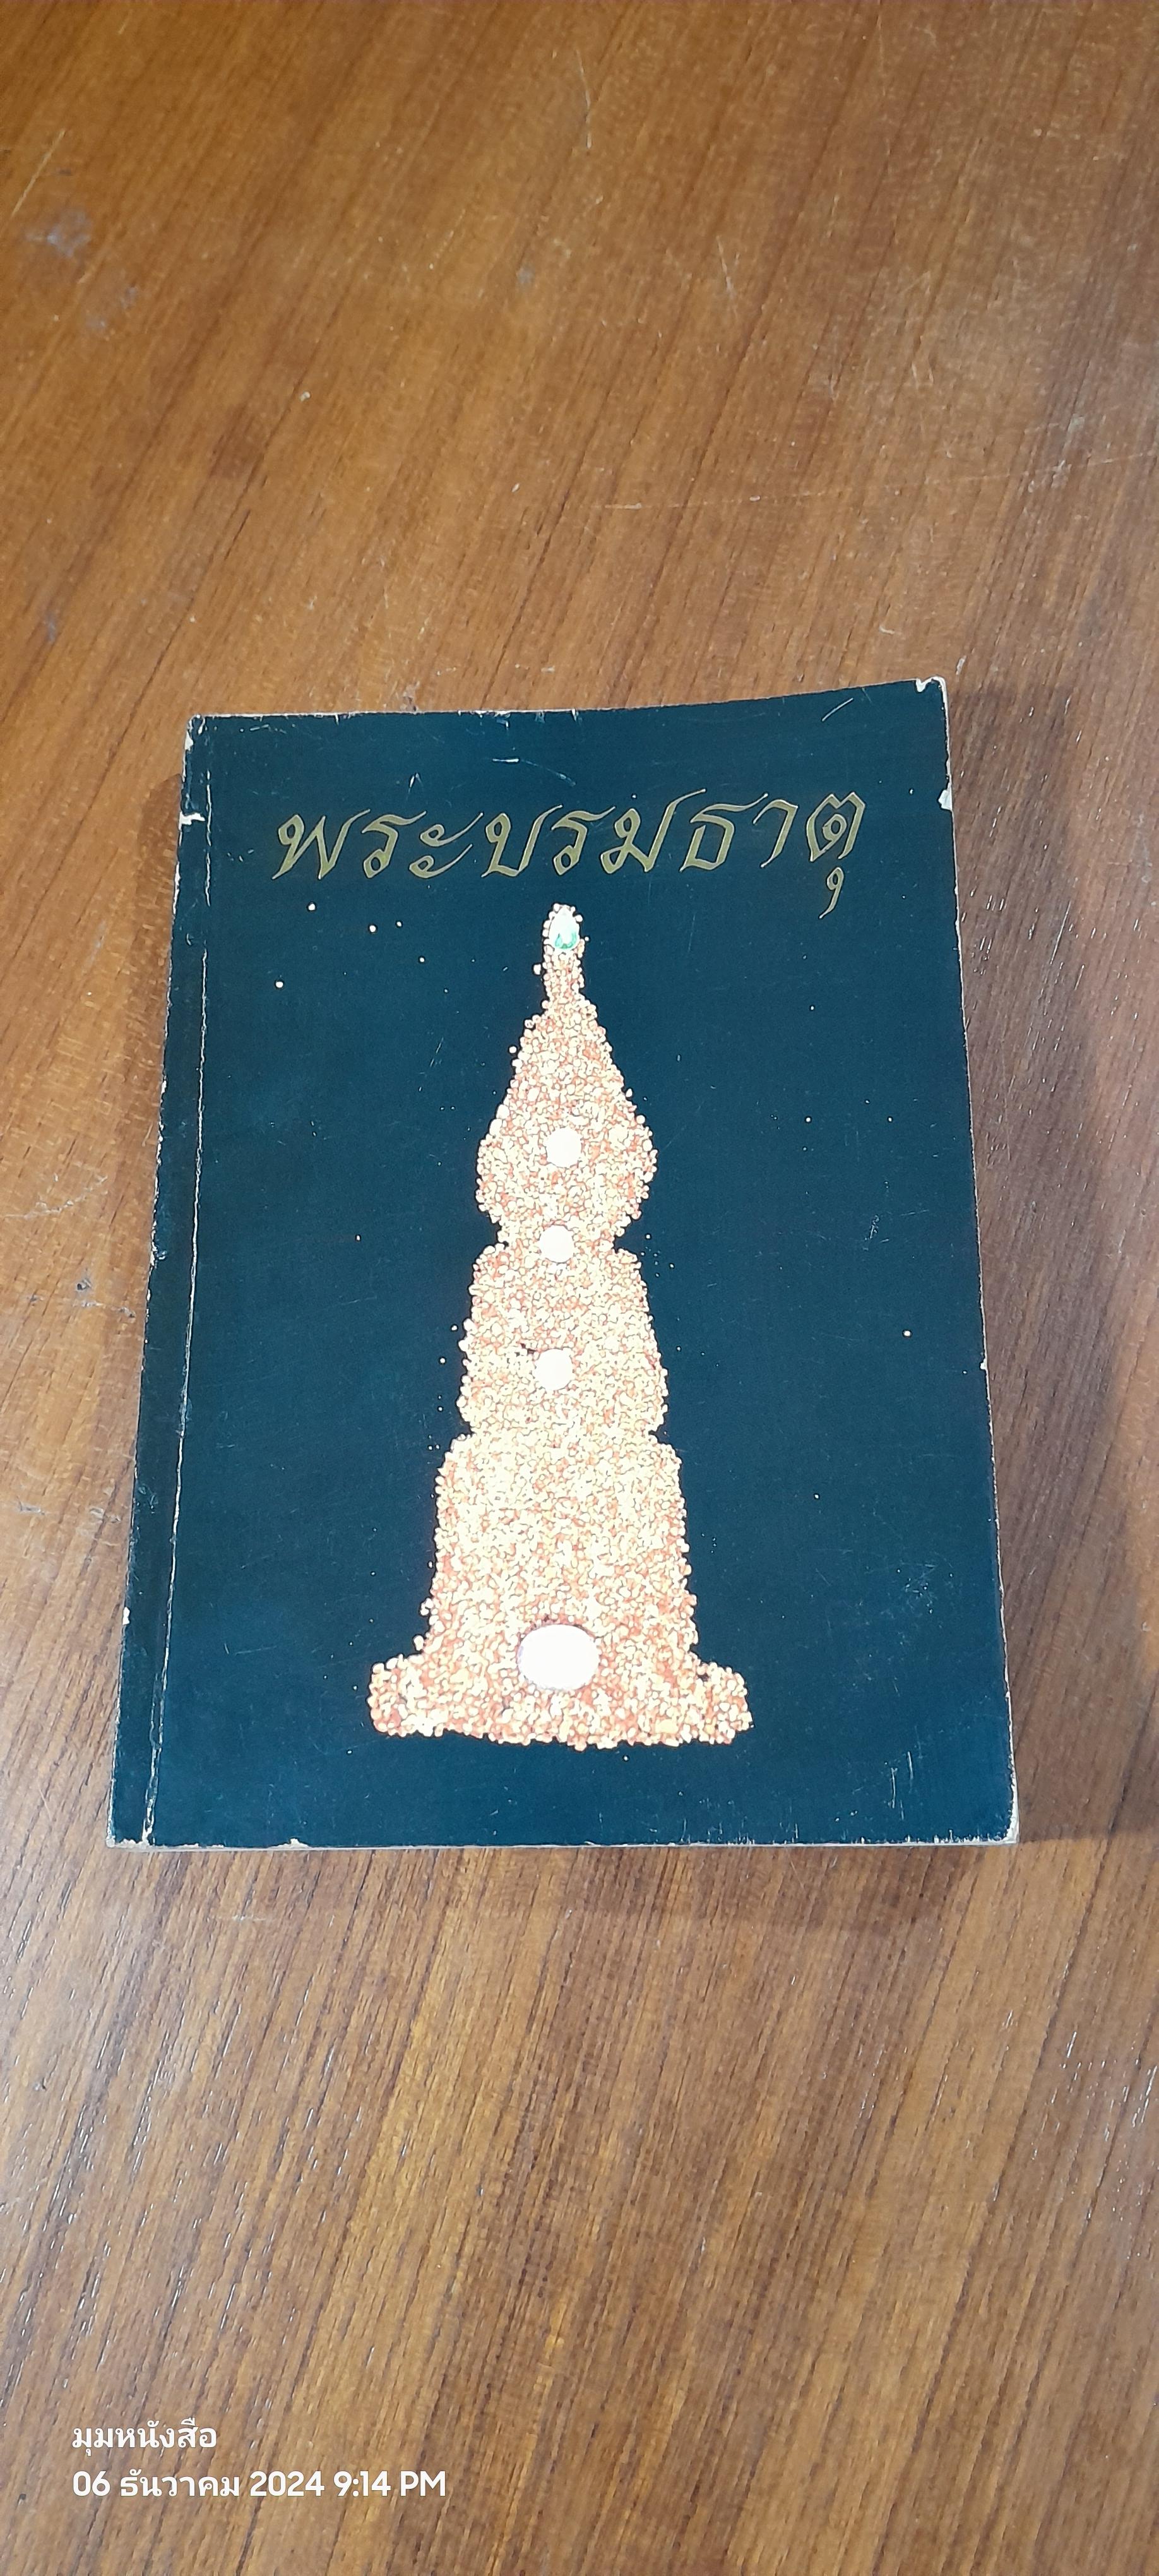 พระบรมธาตุ
มุมหนังสือ
06 ธันวาคม 2024 9:14 PM